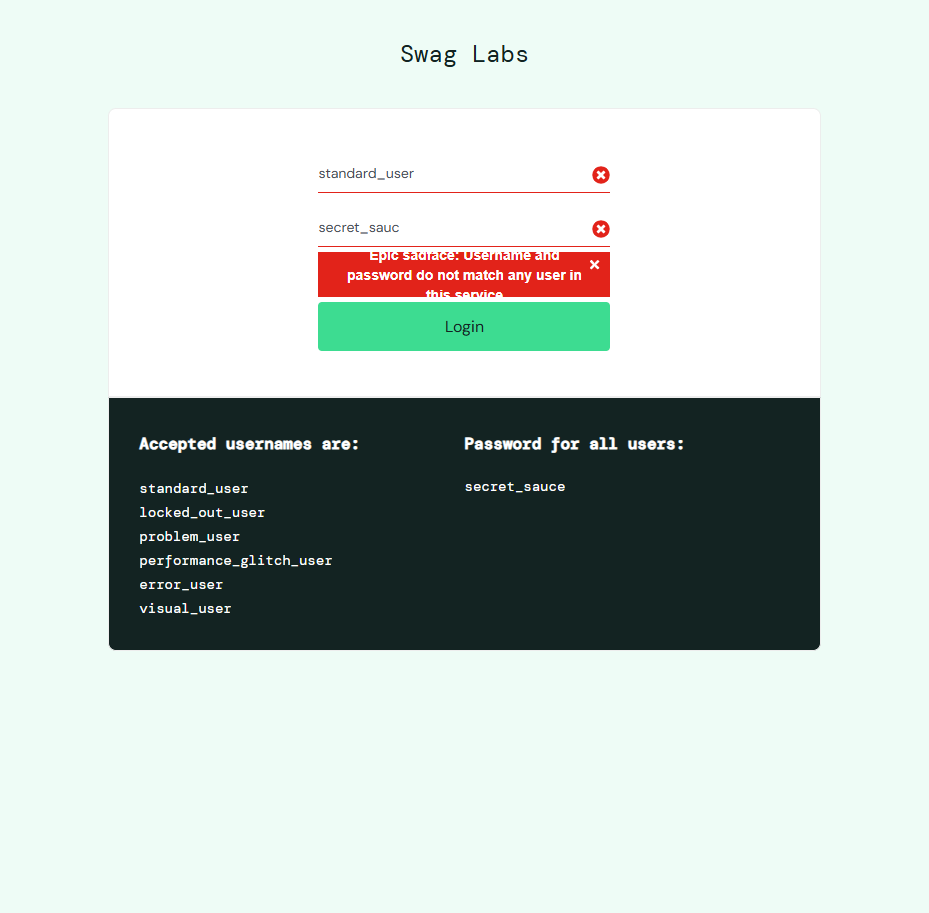 Swag Labs
standard_user
secret_sauc
Epic sadface: Username and
password do not match any user in
this service
Login
Accepted usernames are:
Password for all users:
standard_user
secret_sauce
locked_out_user
problem_user
performance_glitch_user
error_user
visual_user